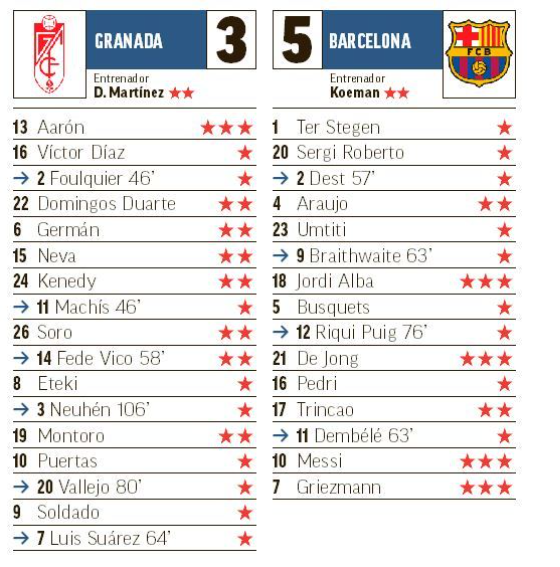 GRANADA
3
Entrenador
D. Martínez ★★
13 Aarón ★★★
16 Víctor Díaz ★
→ 2 Foulquier 46’ ★
22 Domingos Duarte ★★
6 Germán ★★
15 Neva ★★
24 Kenedy ★★
→ 11 Machís 46’ ★
26 Soro ★★
→ 14 Fede Vico 58’ ★★
8 Eteki ★
→ 3 Neuhén 106’ ★
19 Montoro ★★
10 Puertas ★
→ 20 Vallejo 80’ ★
9 Soldado ★
→ 7 Luis Suárez 64’ ★
5
BARCELONA
FCB
Entrenador
Koeman ★★
1 Ter Stegen ★
20 Sergi Roberto ★
→ 2 Dest 57’ ★
4 Araujo ★★
23 Umtiti ★
→ 9 Braithwaite 63’ ★
18 Jordi Alba ★★★
5 Busquets ★
→ 12 Riqui Puig 76’ ★
21 De Jong ★★★
16 Pedri ★
17 Trincao ★★
→ 11 Dembélé 63’ ★
10 Messi ★★★
7 Griezmann ★★★